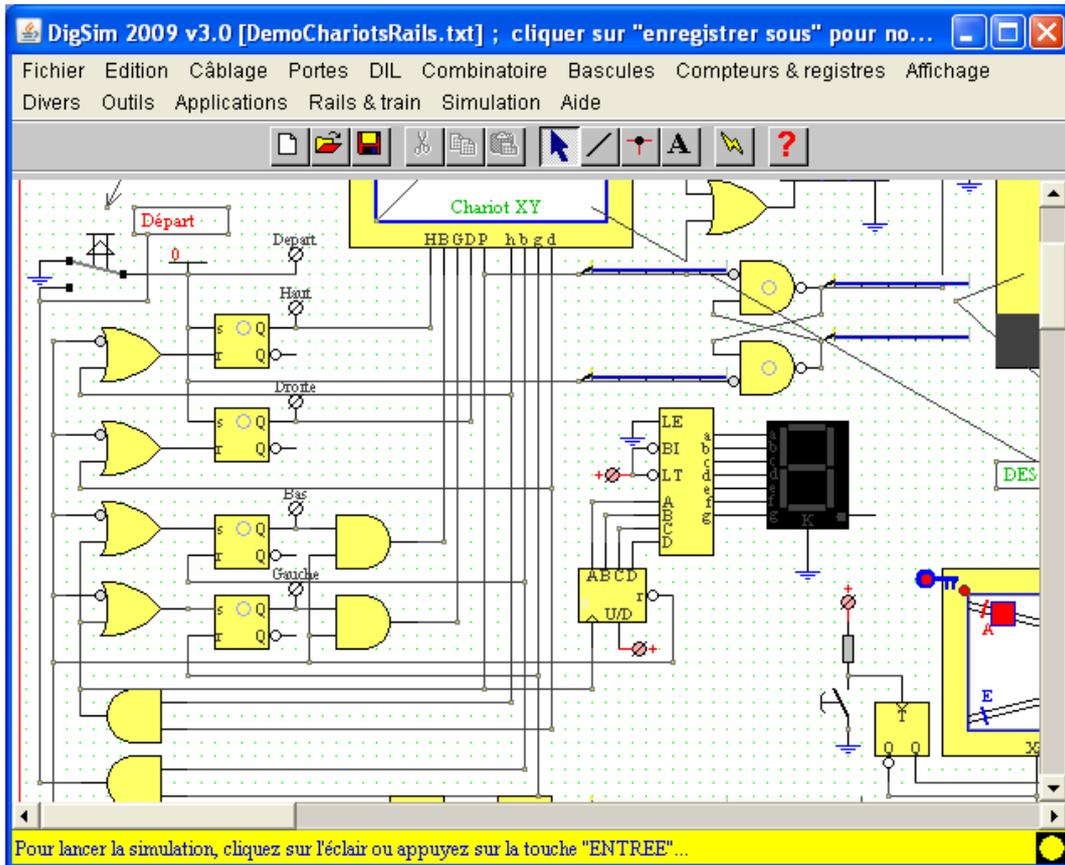 DigSim 2009 v3.0 [DemoChariotsRails.txt] ; cliquer sur "enregistrer sous" pour no...
Fichier Edition Câblage Portes DIL Combinatoire Bascules Compteurs & registres Affichage
Divers Outils Applications Rails & train Simulation Aide
A ?
Chariot XY
Départ
HBGDP hbgd
Depart
0
Haut
s Q
r Q
Droite
s Q
r Q
LE
BI
LT
A
B
C
D
a
b
c
d
e
f
g
a
b
c
d
e
f
g
K
DES
Bas
s Q
r Q
Gauche
s Q
r Q
ABCD
r
U/D
+
+
+
A
E
T
Q Q
X
Pour lancer la simulation, cliquez sur l'éclair ou appuyez sur la touche "ENTREE"...